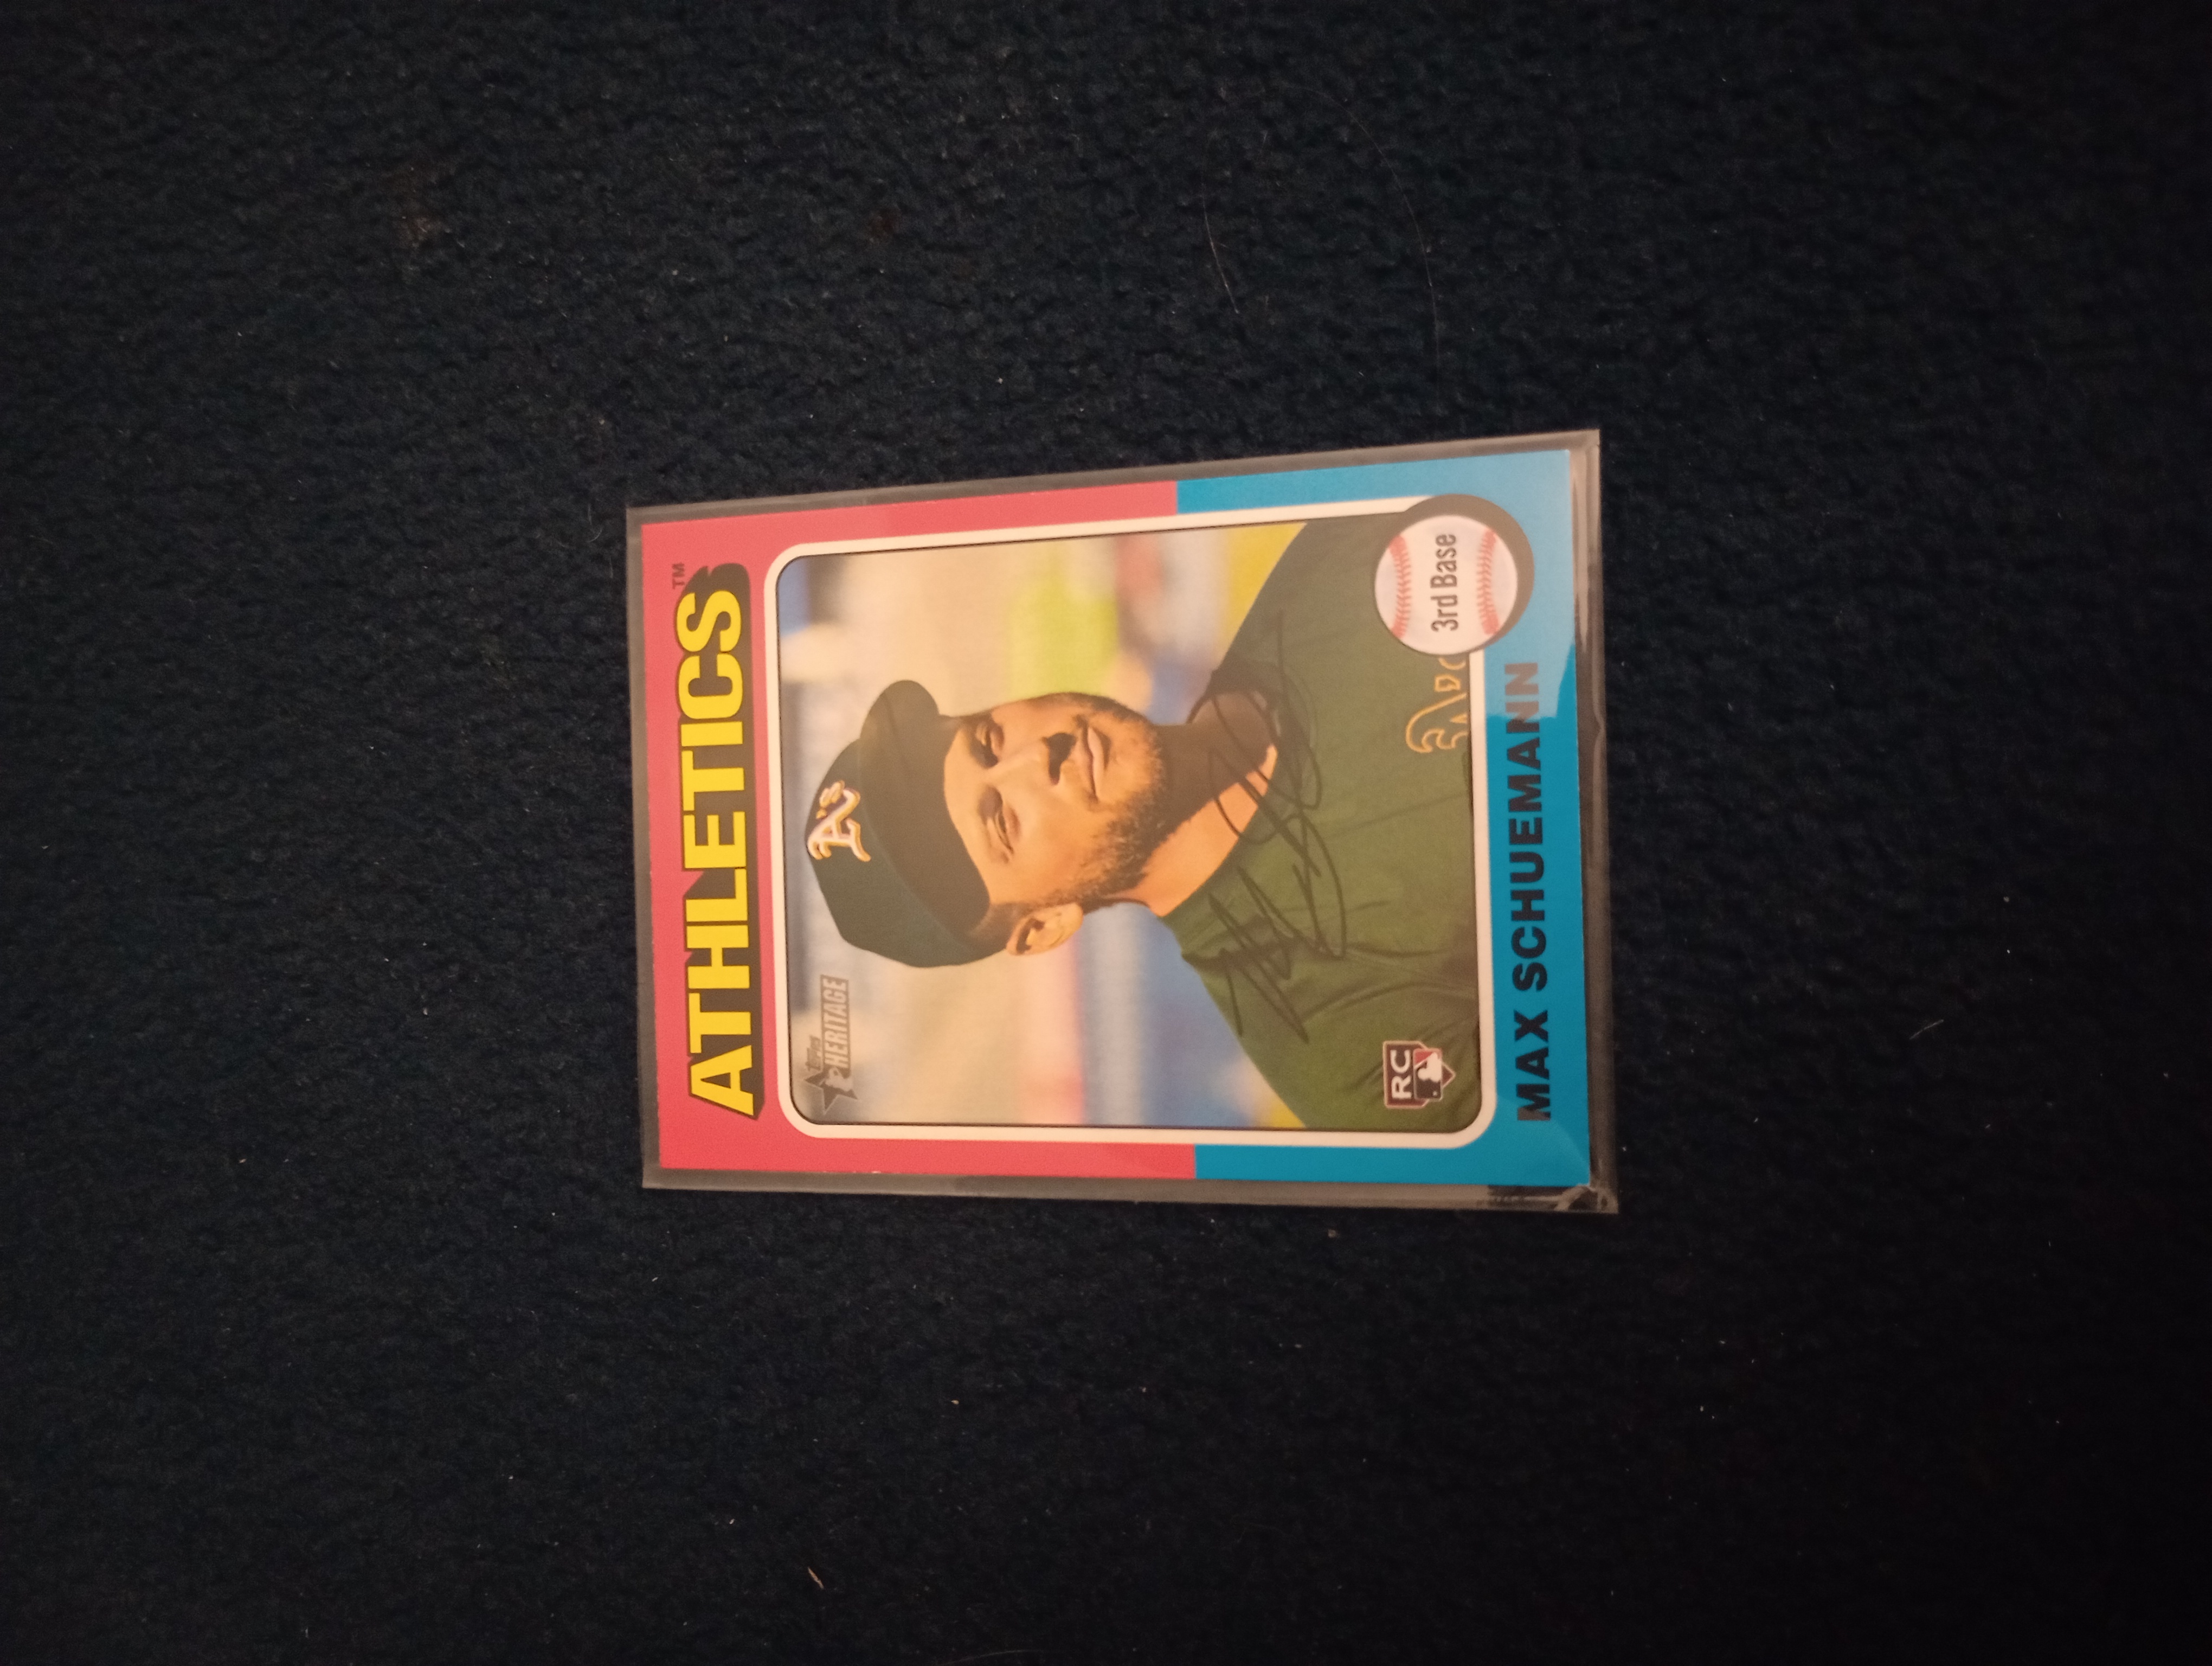 ATHLETICS™
topps
HERITAGE
A's
RC
3rd Base
MAX SCHUEMANN